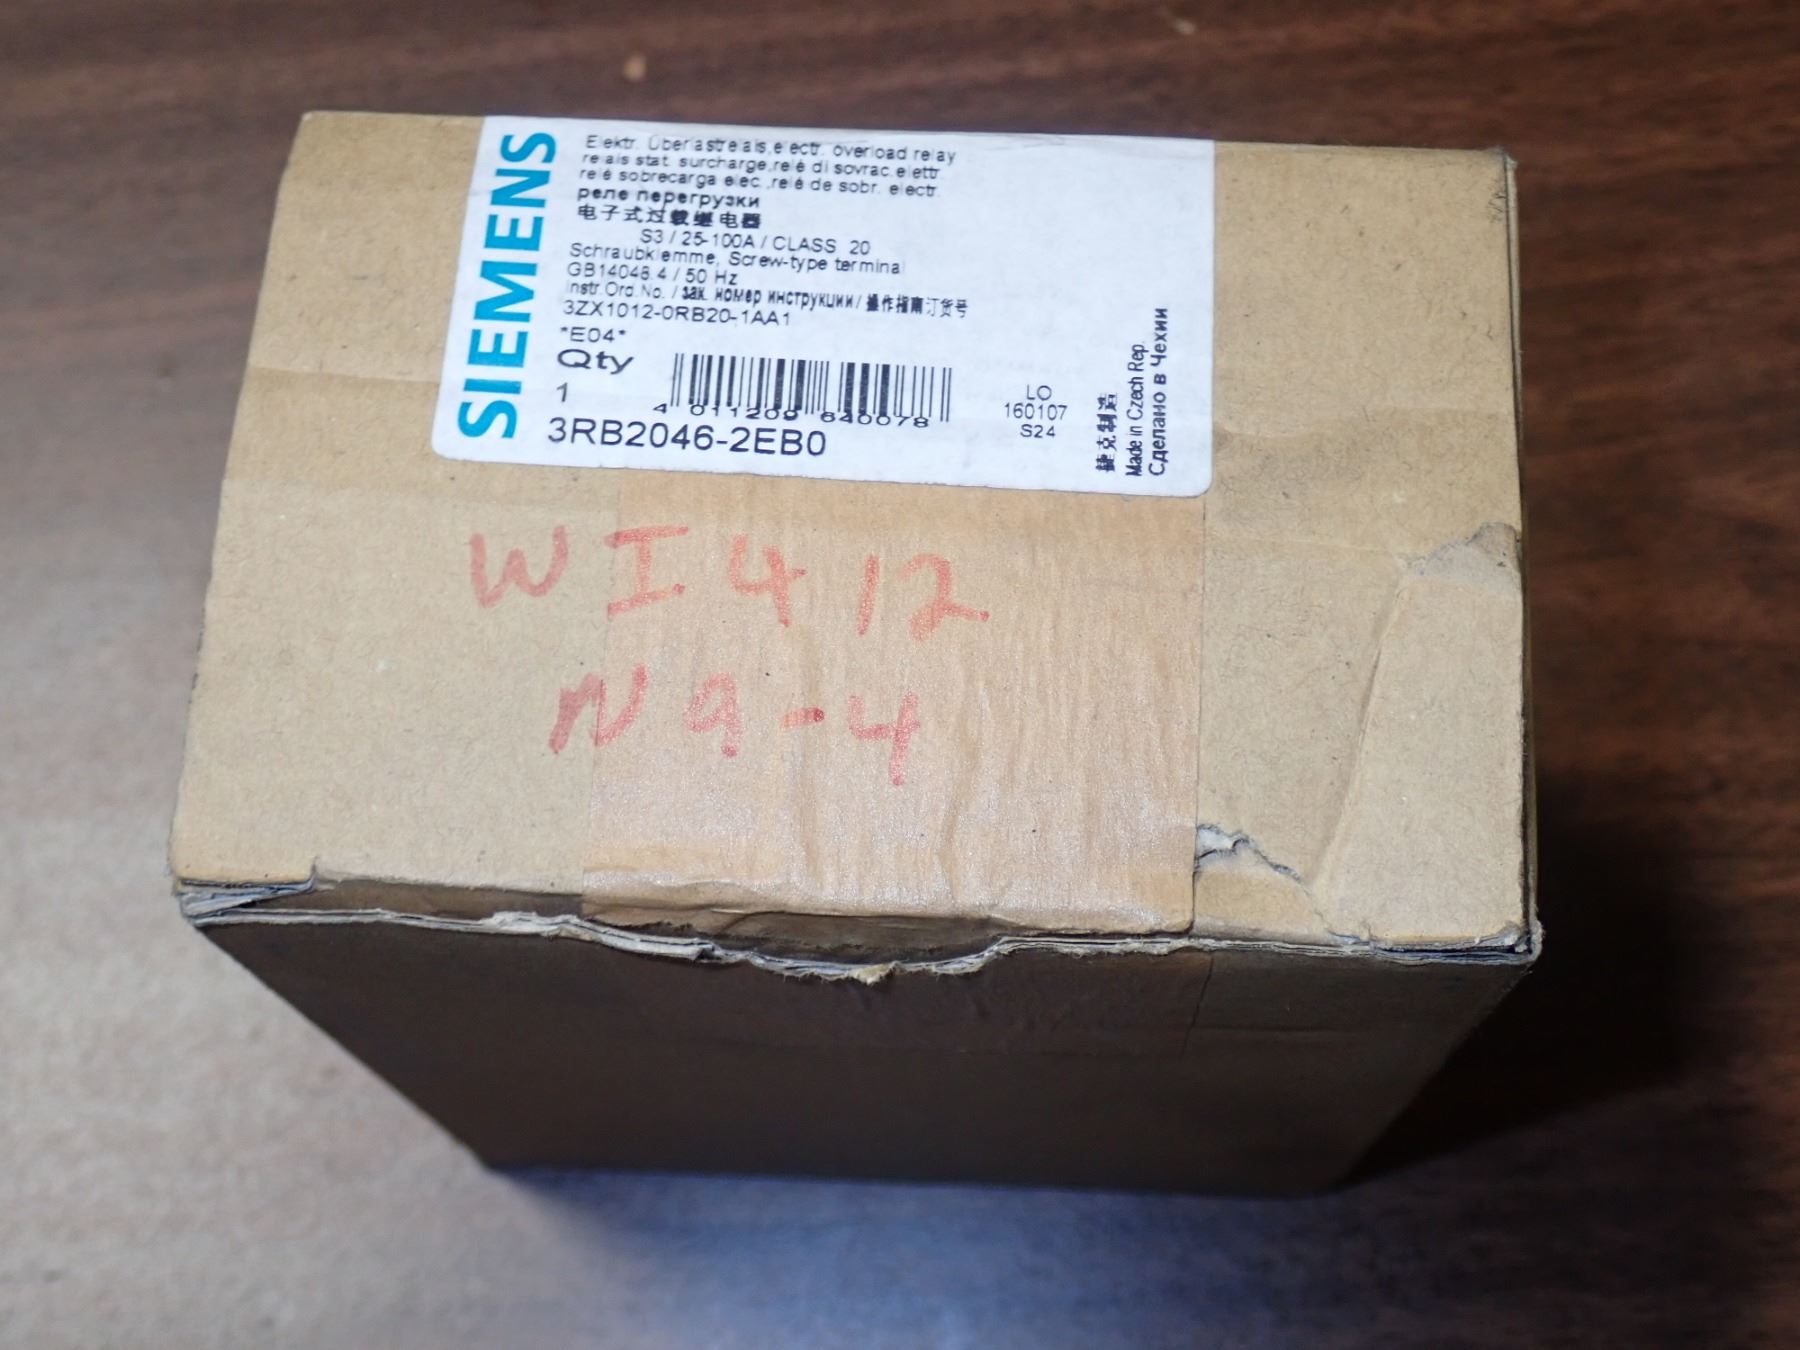 SIEMENS
Elektr. Überlastrelais,electr. overload relay
relais stat. surcharge,relé di sovrac.elettr.
relé sobrecarga elec.,relé de sobr. electr.
реле перегрузки
电子式过载继电器
S3 / 25-100A / CLASS 20
Schraubklemme, Screw-type terminal
GB14048.4 / 50 Hz
Instr.Ord.No. / зак. номер инструкции / 操作指南订货号
3ZX1012-0RB20-1AA1
*E04*
Qty
1
4 011209 640078
3RB2046-2EB0
LO
160107
S24
捷克制造
Made in Czech Rep.
Сделано в Чехии
WI412
N9-4